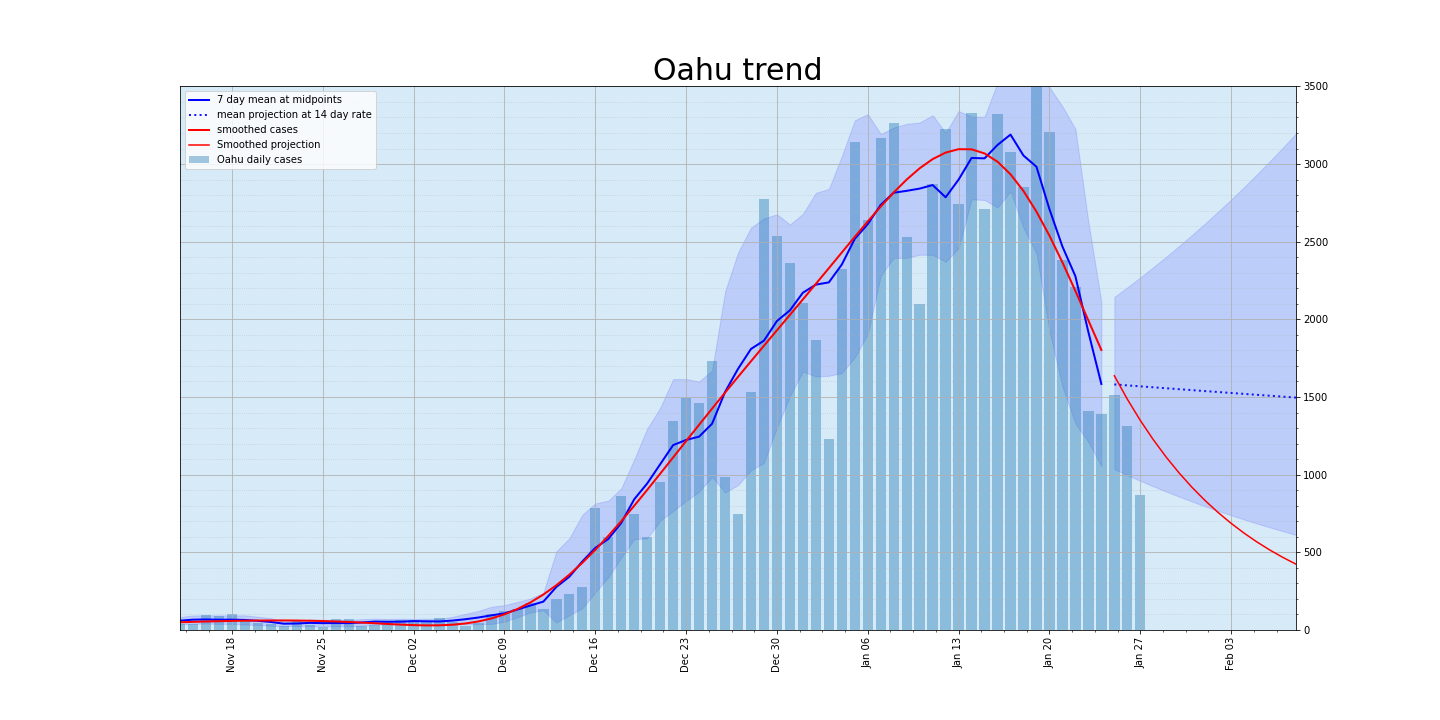 Oahu trend
7 day mean at midpoints
mean projection at 14 day rate
smoothed cases
Smoothed projection
Oahu daily cases
3500
3000
2500
2000
1500
1000
500
0
Nov 18
Nov 25
Dec 02
Dec 09
Dec 16
Dec 23
Dec 30
Jan 06
Jan 13
Jan 20
Jan 27
Feb 03